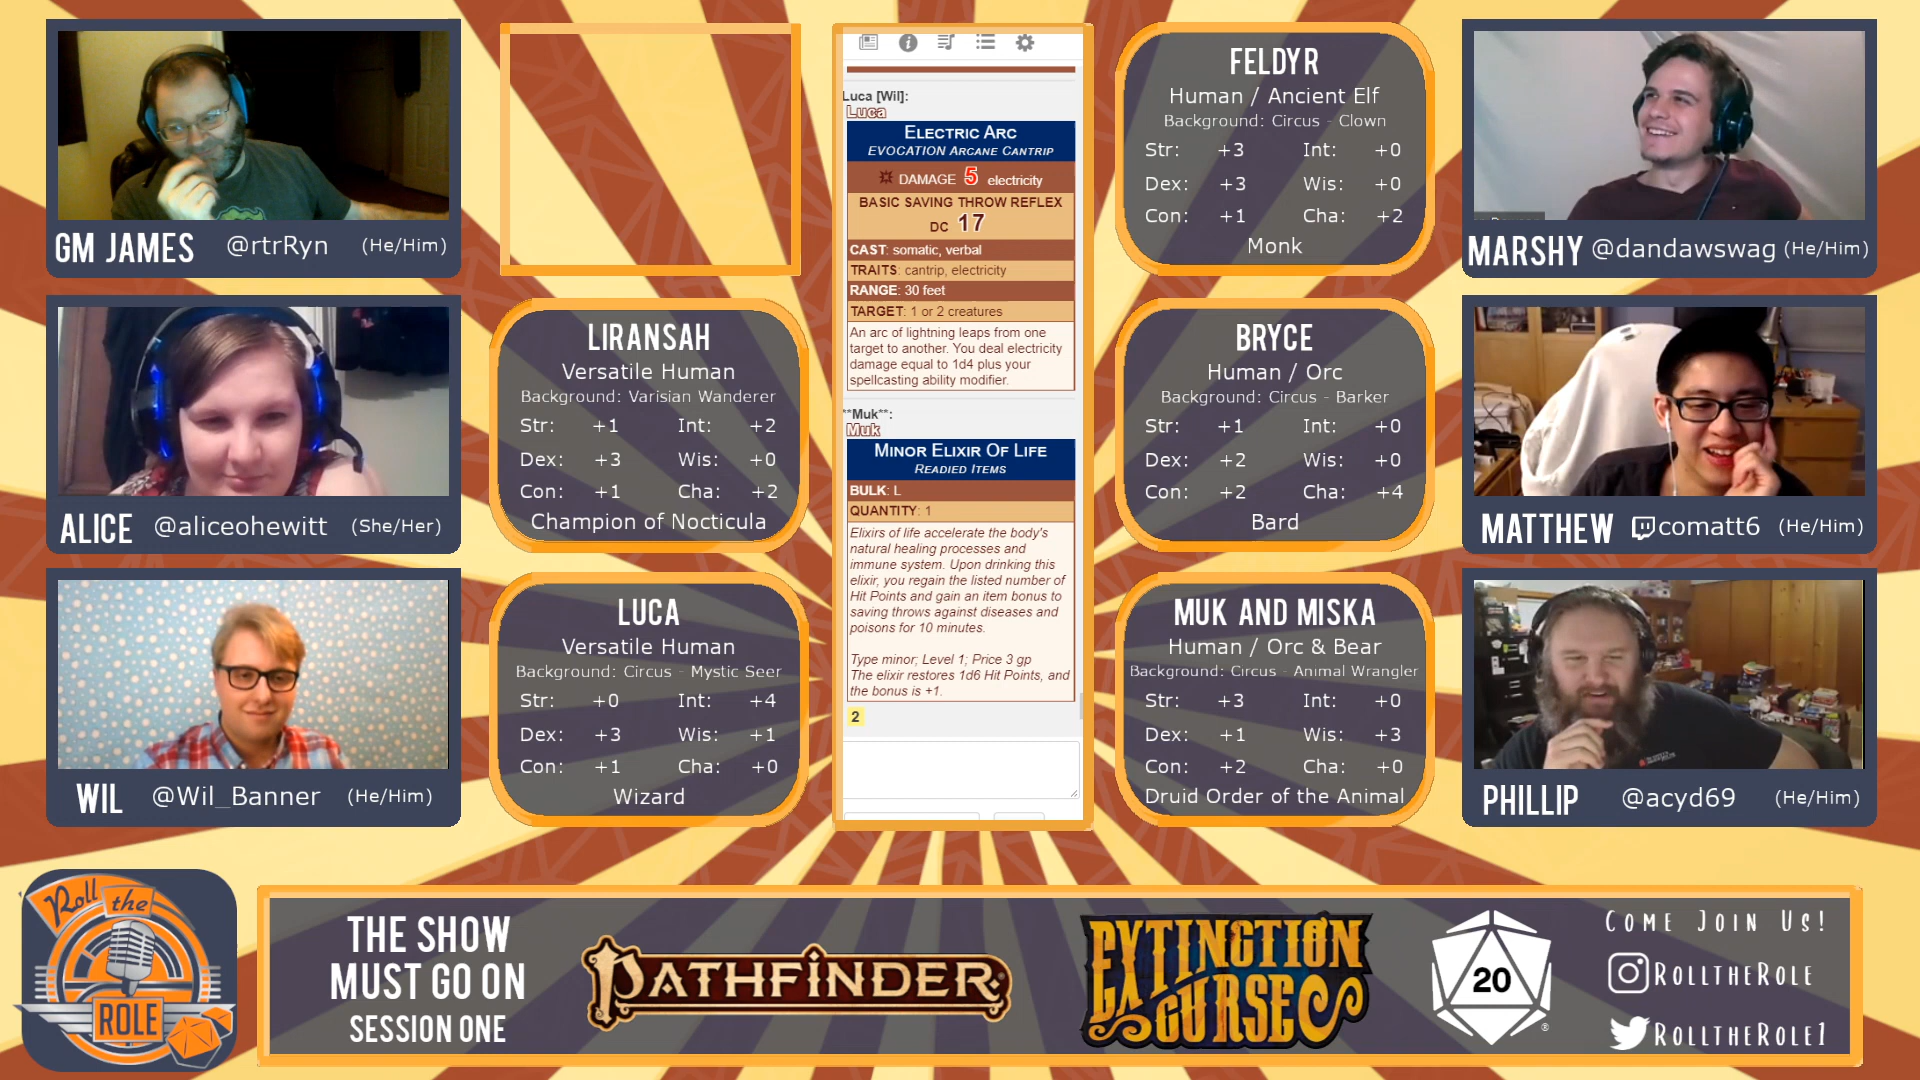 GM JAMES @rtrRyn (He/Him)
ALICE @aliceohewitt (She/Her)
WIL @Wil_Banner (He/Him)
LIRANSAH
Versatile Human
Background: Varisian Wanderer
Str: +1 Int: +2
Dex: +3 Wis: +0
Con: +1 Cha: +2
Champion of Nocticula
LUCA
Versatile Human
Background: Circus - Mystic Seer
Str: +0 Int: +4
Dex: +3 Wis: +1
Con: +1 Cha: +0
Wizard
Luca [Wil]:
Luca
ELECTRIC ARC
EVOCATION ARCANE CANTRIP
DAMAGE 5 electricity
BASIC SAVING THROW REFLEX
DC 17
CAST: somatic, verbal
TRAITS: cantrip, electricity
RANGE: 30 feet
TARGET: 1 or 2 creatures
An arc of lightning leaps from one
target to another. You deal electricity
damage equal to 1d4 plus your
spellcasting ability modifier.
**Muk**:
Muk
MINOR ELIXIR OF LIFE
READIED ITEMS
BULK: L
QUANTITY: 1
Elixirs of life accelerate the body's
natural healing processes and
immune system. Upon drinking this
elixir, you regain the listed number of
Hit Points and gain an item bonus to
saving throws against diseases and
poisons for 10 minutes.
Type minor; Level 1; Price 3 gp
The elixir restores 1d6 Hit Points, and
the bonus is +1.
2
FELDYR
Human / Ancient Elf
Background: Circus - Clown
Str: +3 Int: +0
Dex: +3 Wis: +0
Con: +1 Cha: +2
Monk
BRYCE
Human / Orc
Background: Circus - Barker
Str: +1 Int: +0
Dex: +2 Wis: +0
Con: +2 Cha: +4
Bard
MUK AND MISKA
Human / Orc & Bear
Background: Circus - Animal Wrangler
Str: +3 Int: +0
Dex: +1 Wis: +3
Con: +2 Cha: +0
Druid Order of the Animal
MARSHY @dandawswag (He/Him)
MATTHEW comatt6 (He/Him)
PHILLIP @acyd69 (He/Him)
Roll the
ROLE
THE SHOW
MUST GO ON
SESSION ONE
PATHFINDER
EXTINCTION
CURSE
20
COME JOIN US!
ROLLTHEROLE
ROLLTHEROLE1